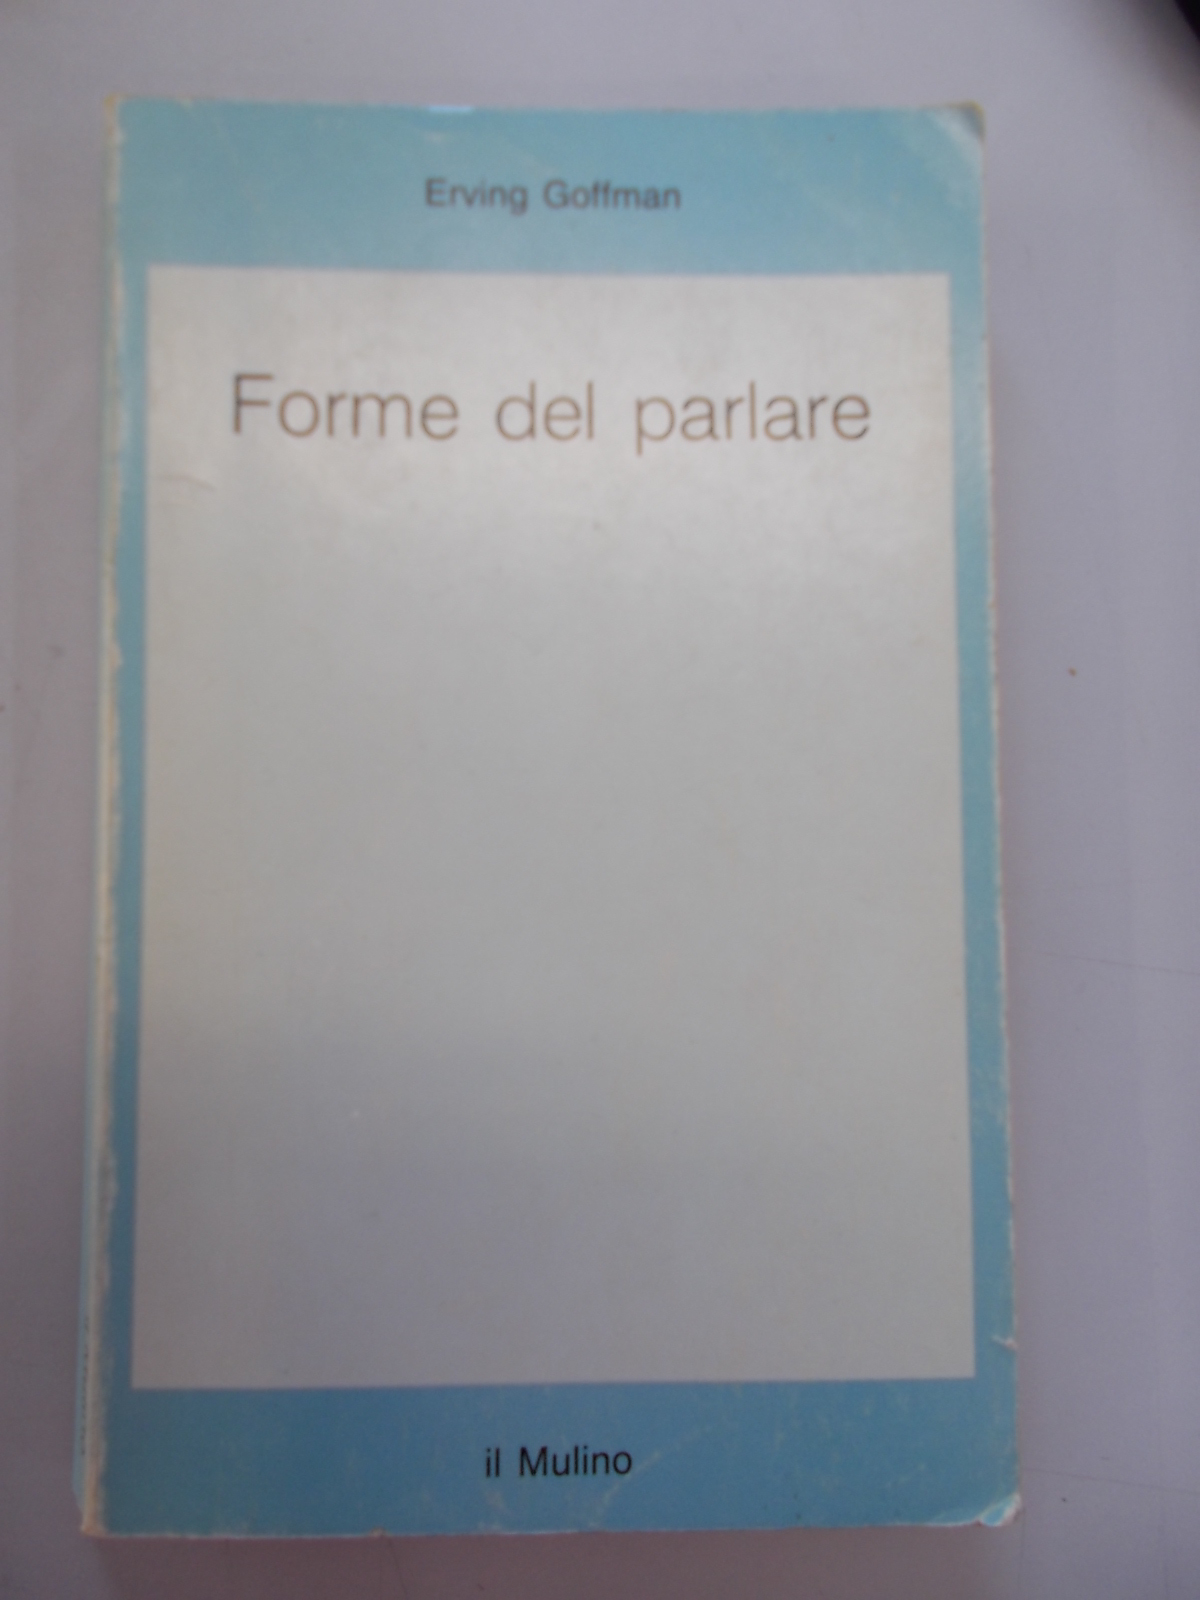 Erving Goffman
Forme del parlare
il Mulino